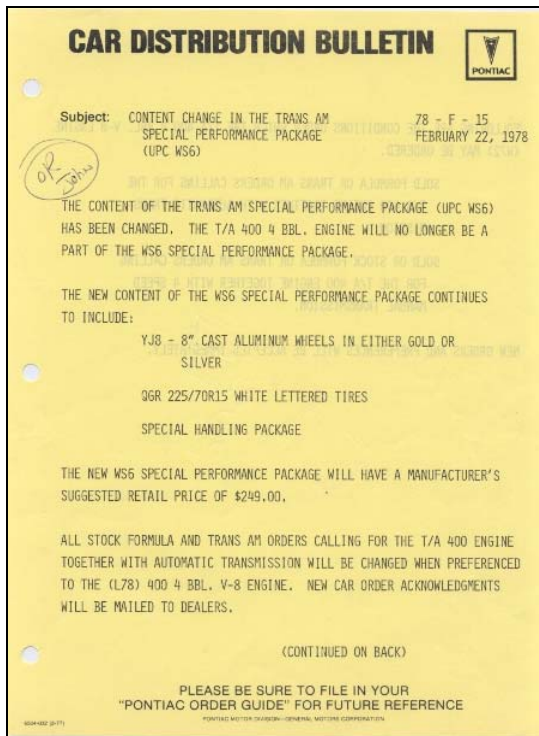 CAR DISTRIBUTION BULLETIN
PONTIAC
Subject: CONTENT CHANGE IN THE TRANS AM
SPECIAL PERFORMANCE PACKAGE
(UPC WS6)
78 - F - 15
FEBRUARY 22, 1978
OR
John
THE CONTENT OF THE TRANS AM SPECIAL PERFORMANCE PACKAGE (UPC WS6)
HAS BEEN CHANGED. THE T/A 400 4 BBL. ENGINE WILL NO LONGER BE A
PART OF THE WS6 SPECIAL PERFORMANCE PACKAGE.
THE NEW CONTENT OF THE WS6 SPECIAL PERFORMANCE PACKAGE CONTINUES
TO INCLUDE:
YJ8 - 8" CAST ALUMINUM WHEELS IN EITHER GOLD OR
SILVER
QGR 225/70R15 WHITE LETTERED TIRES
SPECIAL HANDLING PACKAGE
THE NEW WS6 SPECIAL PERFORMANCE PACKAGE WILL HAVE A MANUFACTURER'S
SUGGESTED RETAIL PRICE OF $249.00.
ALL STOCK FORMULA AND TRANS AM ORDERS CALLING FOR THE T/A 400 ENGINE
TOGETHER WITH AUTOMATIC TRANSMISSION WILL BE CHANGED WHEN PREFERENCED
TO THE (L78) 400 4 BBL. V-8 ENGINE. NEW CAR ORDER ACKNOWLEDGMENTS
WILL BE MAILED TO DEALERS.
(CONTINUED ON BACK)
PLEASE BE SURE TO FILE IN YOUR
"PONTIAC ORDER GUIDE" FOR FUTURE REFERENCE
PONTIAC MOTOR DIVISION—GENERAL MOTORS CORPORATION